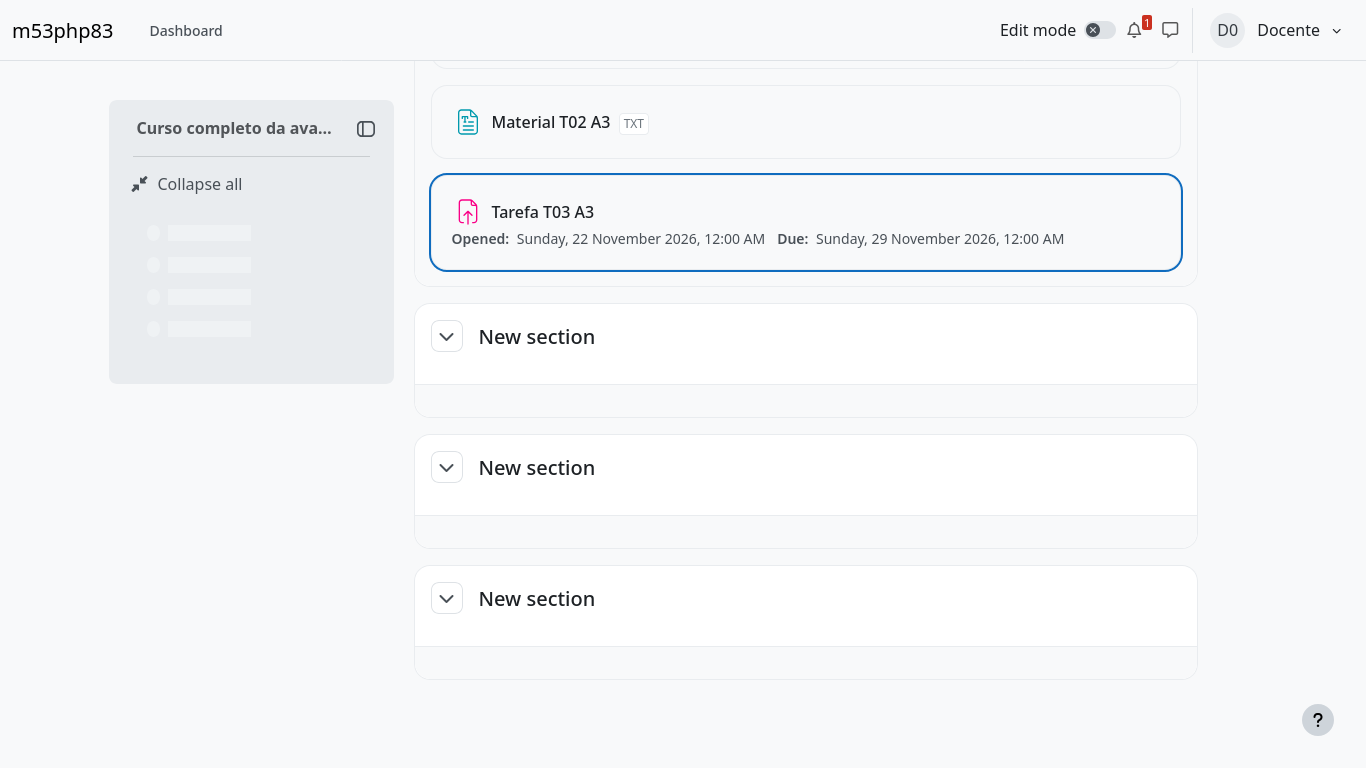 m53php83
Dashboard
Edit mode
1
D0
Docente
Curso completo da ava...
Collapse all
Material T02 A3
TXT
Tarefa T03 A3
Opened: Sunday, 22 November 2026, 12:00 AM Due: Sunday, 29 November 2026, 12:00 AM
New section
New section
New section
?